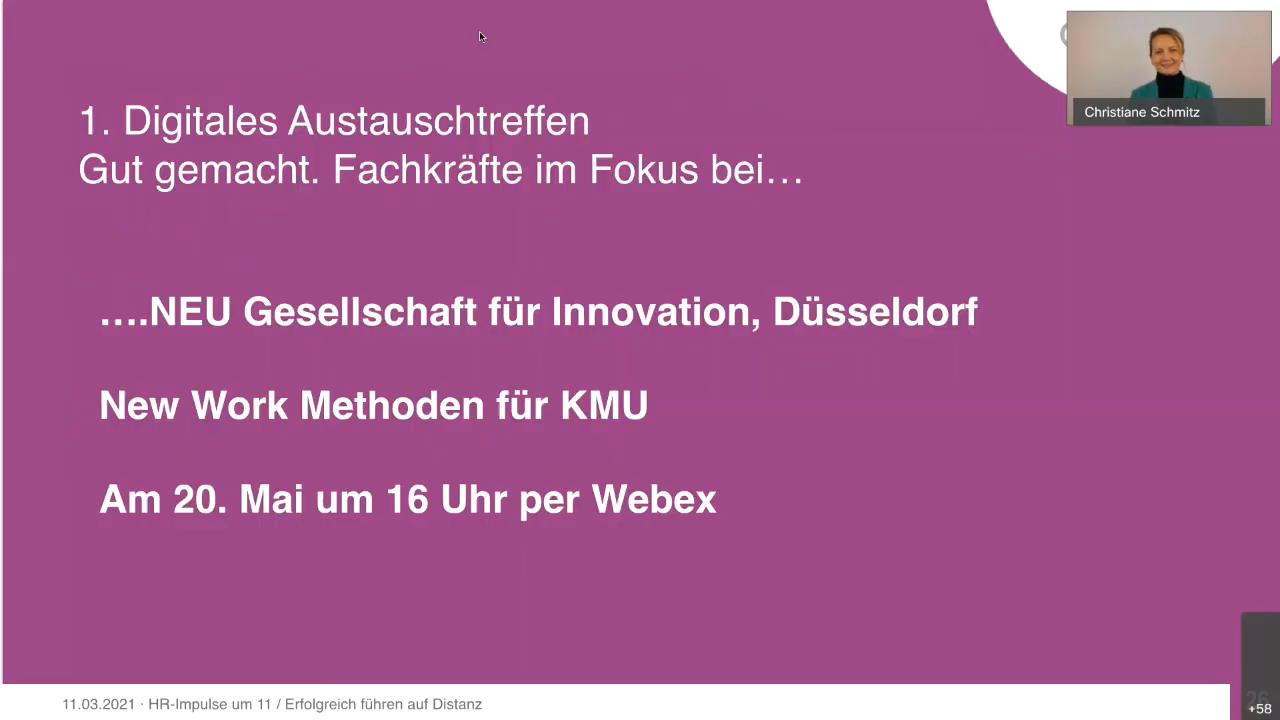 1. Digitales Austauschtreffen
Gut gemacht. Fachkräfte im Fokus bei…
Christiane Schmitz
….NEU Gesellschaft für Innovation, Düsseldorf
New Work Methoden für KMU
Am 20. Mai um 16 Uhr per Webex
11.03.2021 · HR-Impulse um 11 / Erfolgreich führen auf Distanz
26
+58